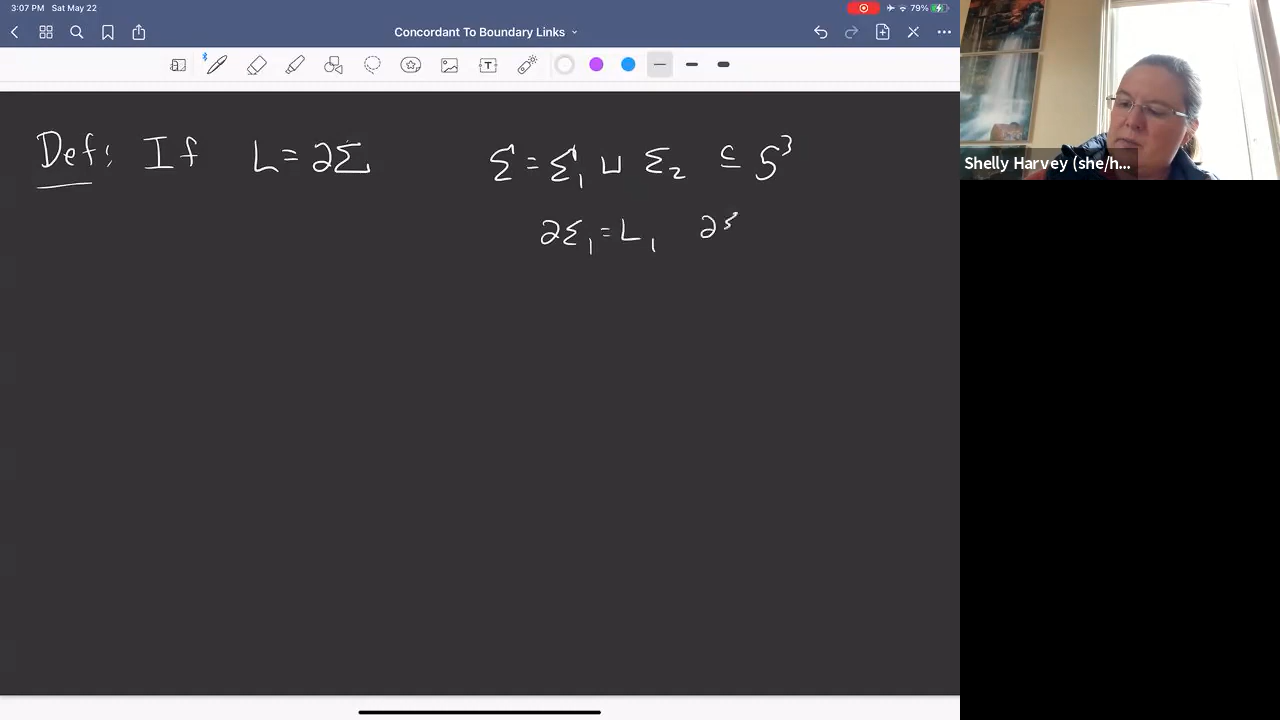 3:07 PM Sat May 22
79%
Concordant To Boundary Links
T
Def: If L = ∂Σ Σ = Σ₁ ⊔ Σ₂ ⊆ S³
∂Σ₁ = L₁ ∂Σ
Shelly Harvey (she/h...